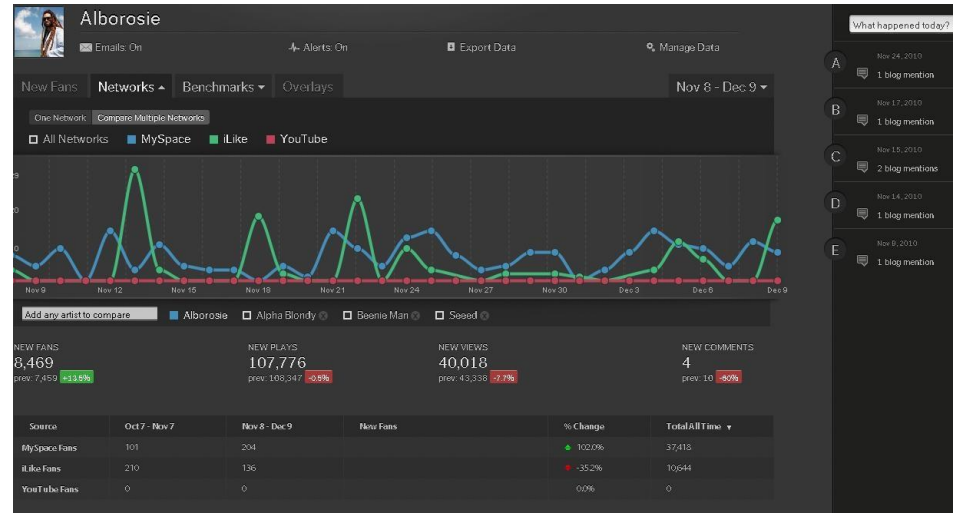 Alborosie
Emails: On Alerts: On Export Data Manage Data
New Fans Networks Benchmarks Overlays Nov 8 - Dec 9
One Network Compare Multiple Networks
All Networks MySpace iLike YouTube
Nov 9 Nov 12 Nov 15 Nov 18 Nov 21 Nov 24 Nov 27 Nov 30 Dec 3 Dec 6 Dec 9
Add any artist to compare Alborosie Alpha Blondy Beenie Man Seeed
NEW FANS NEW PLAYS NEW VIEWS NEW COMMENTS
8,469 107,776 40,018 4
prev: 7,459 +13.5% prev: 108,347 -0.5% prev: 43,338 -7.7% prev: 10 -60%
Source Oct 7 - Nov 7 Nov 8 - Dec 9 New Fans % Change Total All Time
MySpace Fans 101 204 102.0% 37,418
iLike Fans 210 136 -35.2% 10,644
YouTube Fans 0 0 0.0% 0
What happened today?
A Nov 24, 2010
1 blog mention
B Nov 17, 2010
1 blog mention
C Nov 15, 2010
2 blog mentions
D Nov 14, 2010
1 blog mention
E Nov 9, 2010
1 blog mention